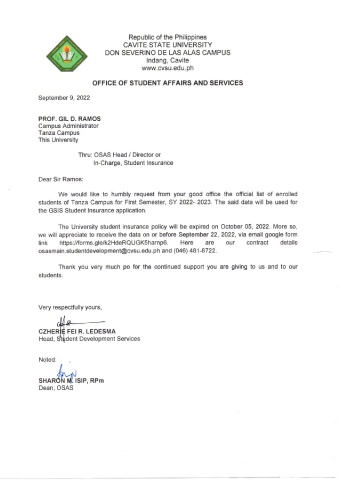 Republic of the Philippines
CAVITE STATE UNIVERSITY
DON SEVERINO DE LAS ALAS CAMPUS
Indang, Cavite
www.cvsu.edu.ph
OFFICE OF STUDENT AFFAIRS AND SERVICES
September 9, 2022
PROF. GIL D. RAMOS
Campus Administrator
Tanza Campus
This University
Thru: OSAS Head / Director or
In-Charge, Student Insurance
Dear Sir Ramos:
We would like to humbly request from your good office the official list of enrolled
students of Tanza Campus for First Semester, SY 2022- 2023. The said data will be used for
the GSIS Student Insurance application.
The University student insurance policy will be expired on October 05, 2022. More so,
we will appreciate to receive the data on or before September 22, 2022, via email google form
link https://forms.gle/k2HdeRQUGK5harnp6. Here are our contract details
osasmain.studentdevelopment@cvsu.edu.ph and (046) 481-8722.
Thank you very much po for the continued support you are giving to us and to our
students.
Very respectfully yours,
CZHERIE FEI R. LEDESMA
Head, Student Development Services
Noted:
SHARON M. ISIP, RPm
Dean, OSAS